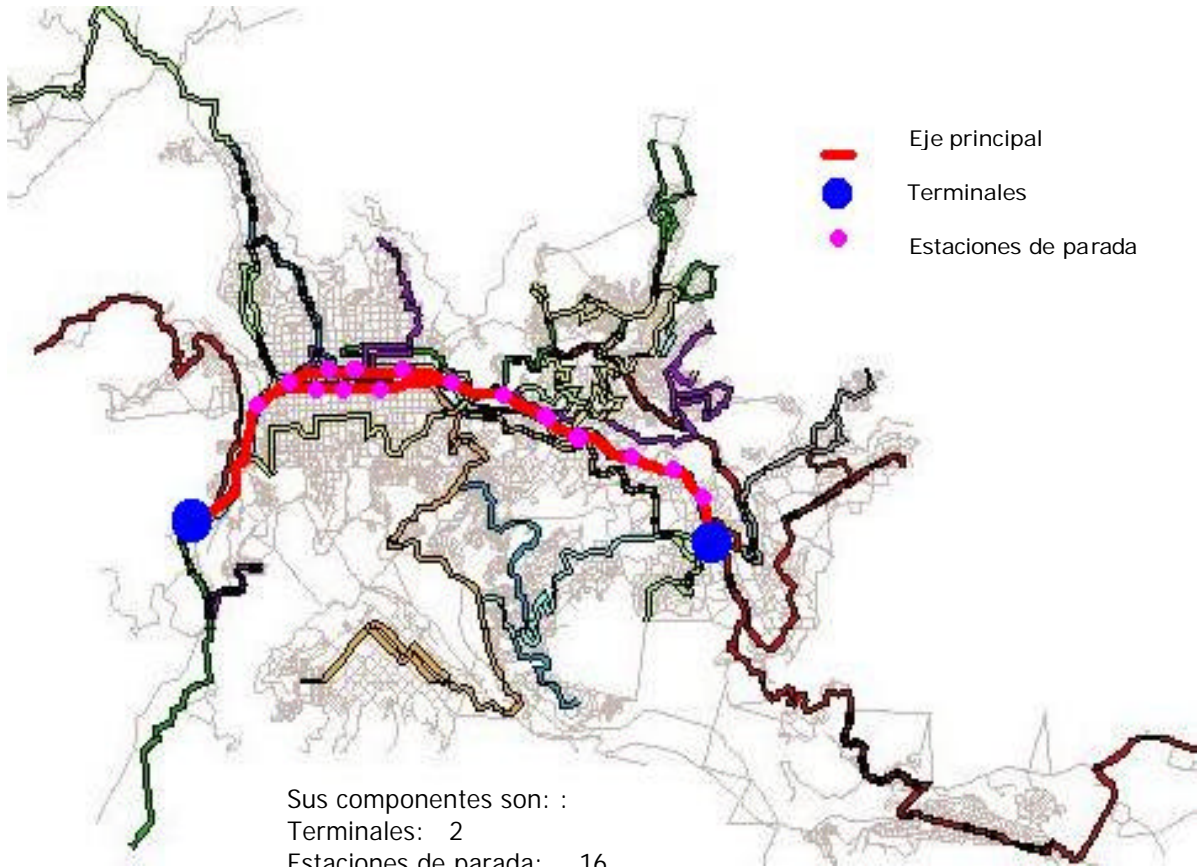 Eje principal
Terminales
Estaciones de parada
Sus componentes son: :
Terminales: 2
Estaciones de parada: 16